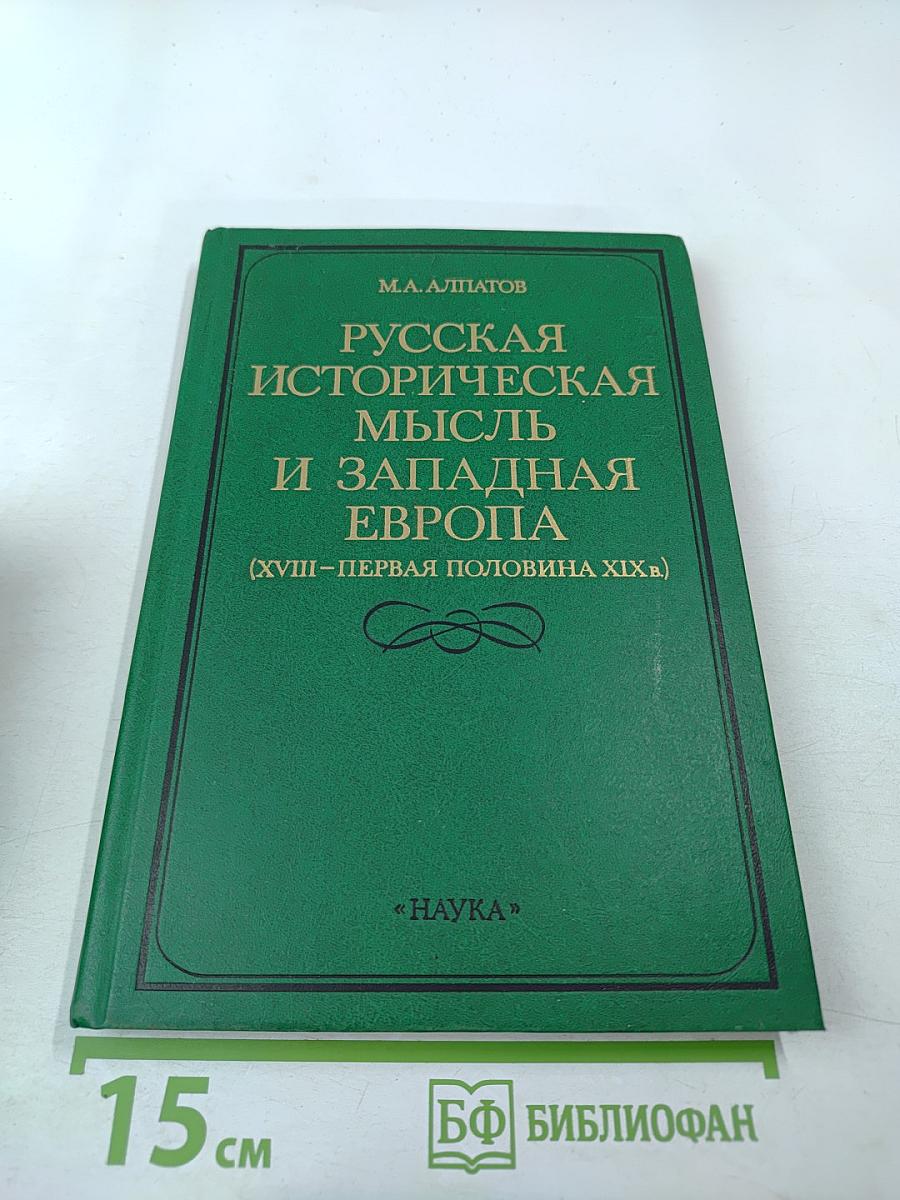 М.А. АЛПАТОВ
РУССКАЯ
ИСТОРИЧЕСКАЯ
МЫСЛЬ
И ЗАПАДНАЯ
ЕВРОПА
(XVIII – ПЕРВАЯ ПОЛОВИНА XIX в.)
«НАУКА»
15 см
БФ БИБЛИОФАН